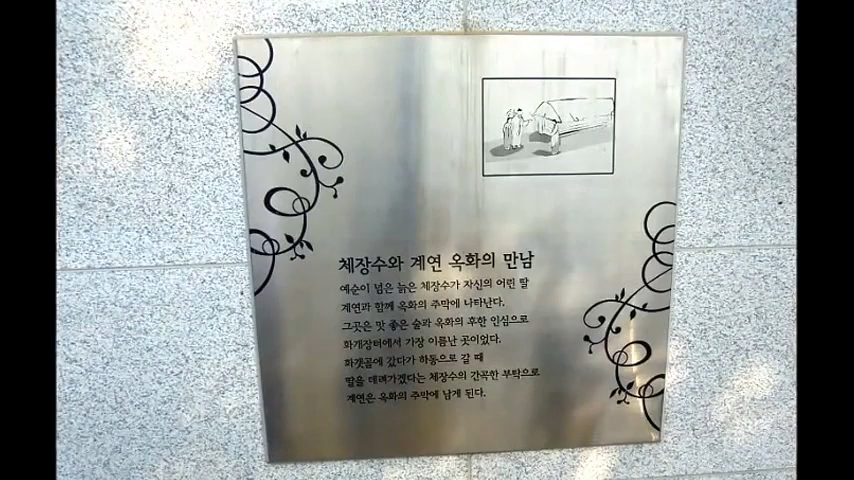 체장수와 계연 옥화의 만남
예순이 넘은 늙은 체장수가 자신의 어린 딸
계연과 함께 옥화의 주막에 나타난다.
그곳은 맛 좋은 술과 옥화의 후한 인심으로
화개장터에서 가장 이름난 곳이었다.
화갯골에 갔다가 하동으로 갈 때
딸을 데려가겠다는 체장수의 간곡한 부탁으로
계연은 옥화의 주막에 남게 된다.